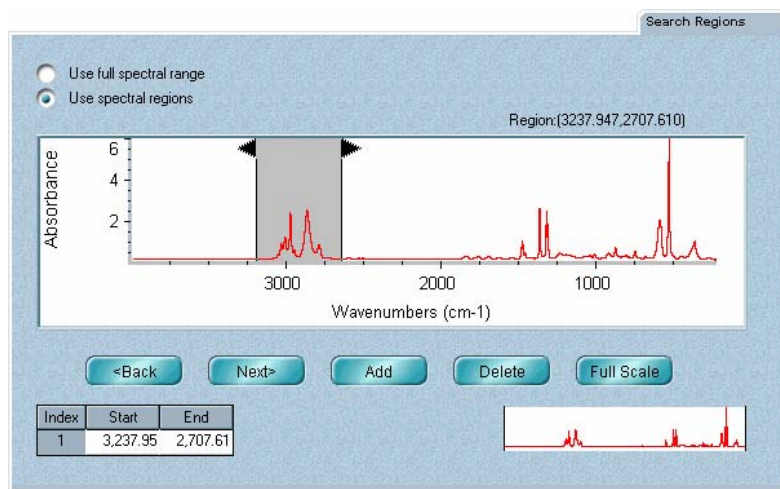 Search Regions
Use full spectral range
Use spectral regions
Region:(3237.947,2707.610)
Absorbance
6
4
2
3000 2000 1000
Wavenumbers (cm-1)
<Back Next> Add Delete Full Scale
Index Start End
1 3,237.95 2,707.61